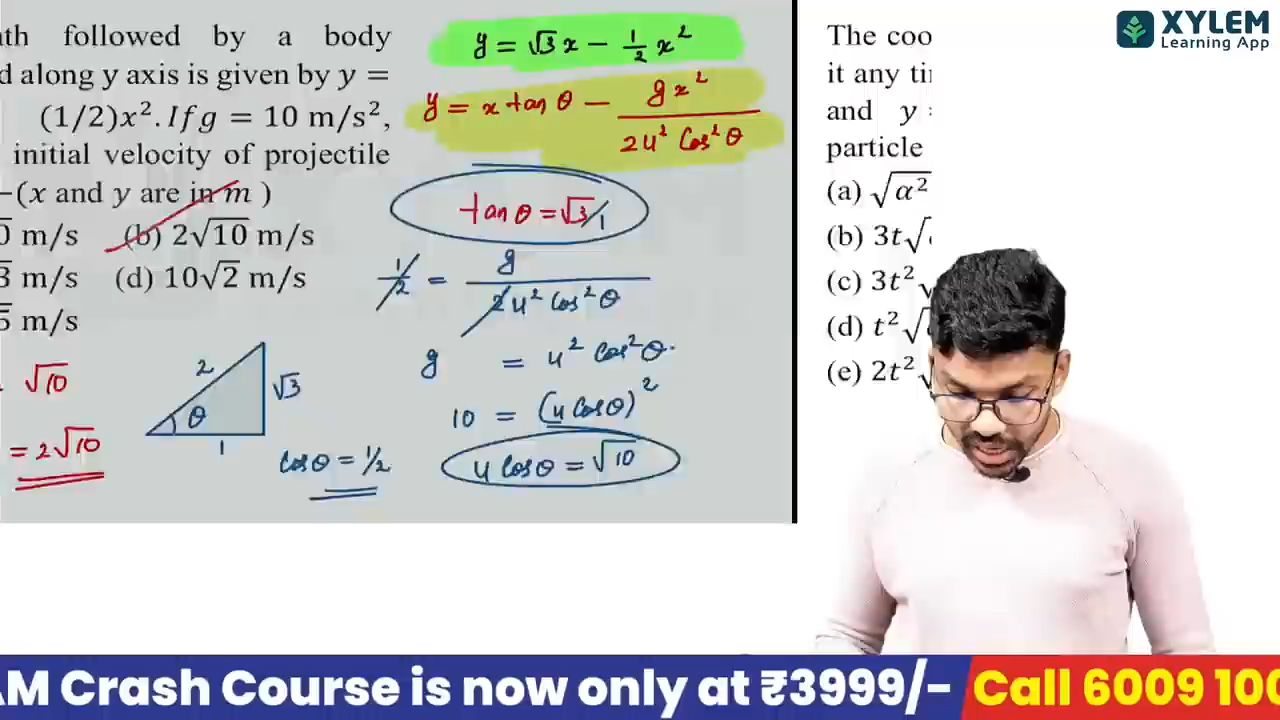 XYLEM
Learning App
ath followed by a body
d along y axis is given by y =
(1/2)x². If g = 10 m/s²,
initial velocity of projectile
–(x and y are in m )
0 m/s (b) 2√10 m/s
3 m/s (d) 10√2 m/s
5 m/s
y = √3 x − 1/2 x²
y = x tan θ − g x² / 2u² Cos² θ
tan θ = √3/1
1/2 = g / 2u² Cos² θ
g = u² Cos² θ.
10 = (u Cos θ)²
u Cos θ = √10
√10
= 2√10
2
√3
θ
1
Cos θ = 1/2
The coo
it any ti
and y
particle
(a) √α²
(b) 3t√
(c) 3t²
(d) t²√
(e) 2t²
AM Crash Course is now only at ₹3999/-
Call 6009 100